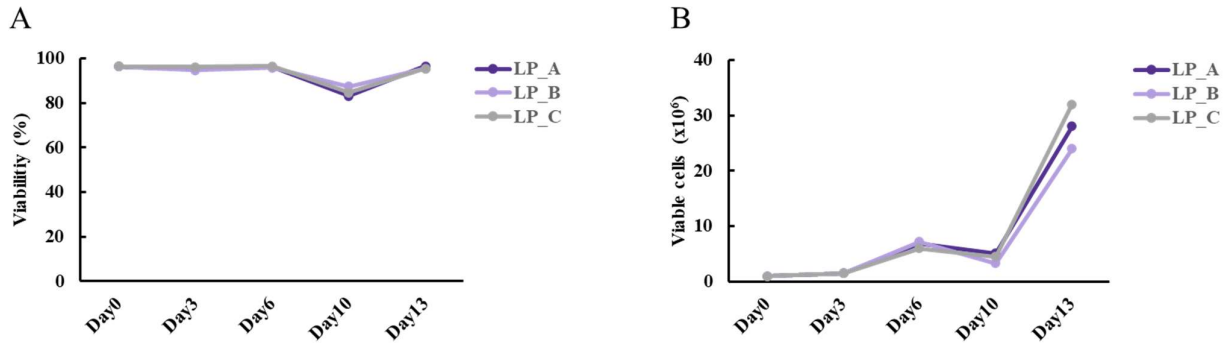 A
Viabilitiy (%)
100
80
60
40
20
0
Day0
Day3
Day6
Day10
Day13
LP_A
LP_B
LP_C
B
Viable cells (x10⁶)
40
30
20
10
0
Day0
Day3
Day6
Day10
Day13
LP_A
LP_B
LP_C